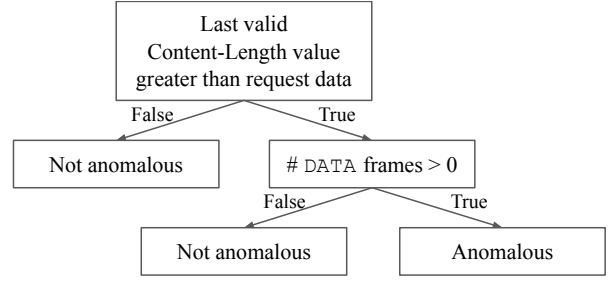 Last valid
Content-Length value
greater than request data
False
True
Not anomalous
# DATA frames > 0
False
True
Not anomalous
Anomalous